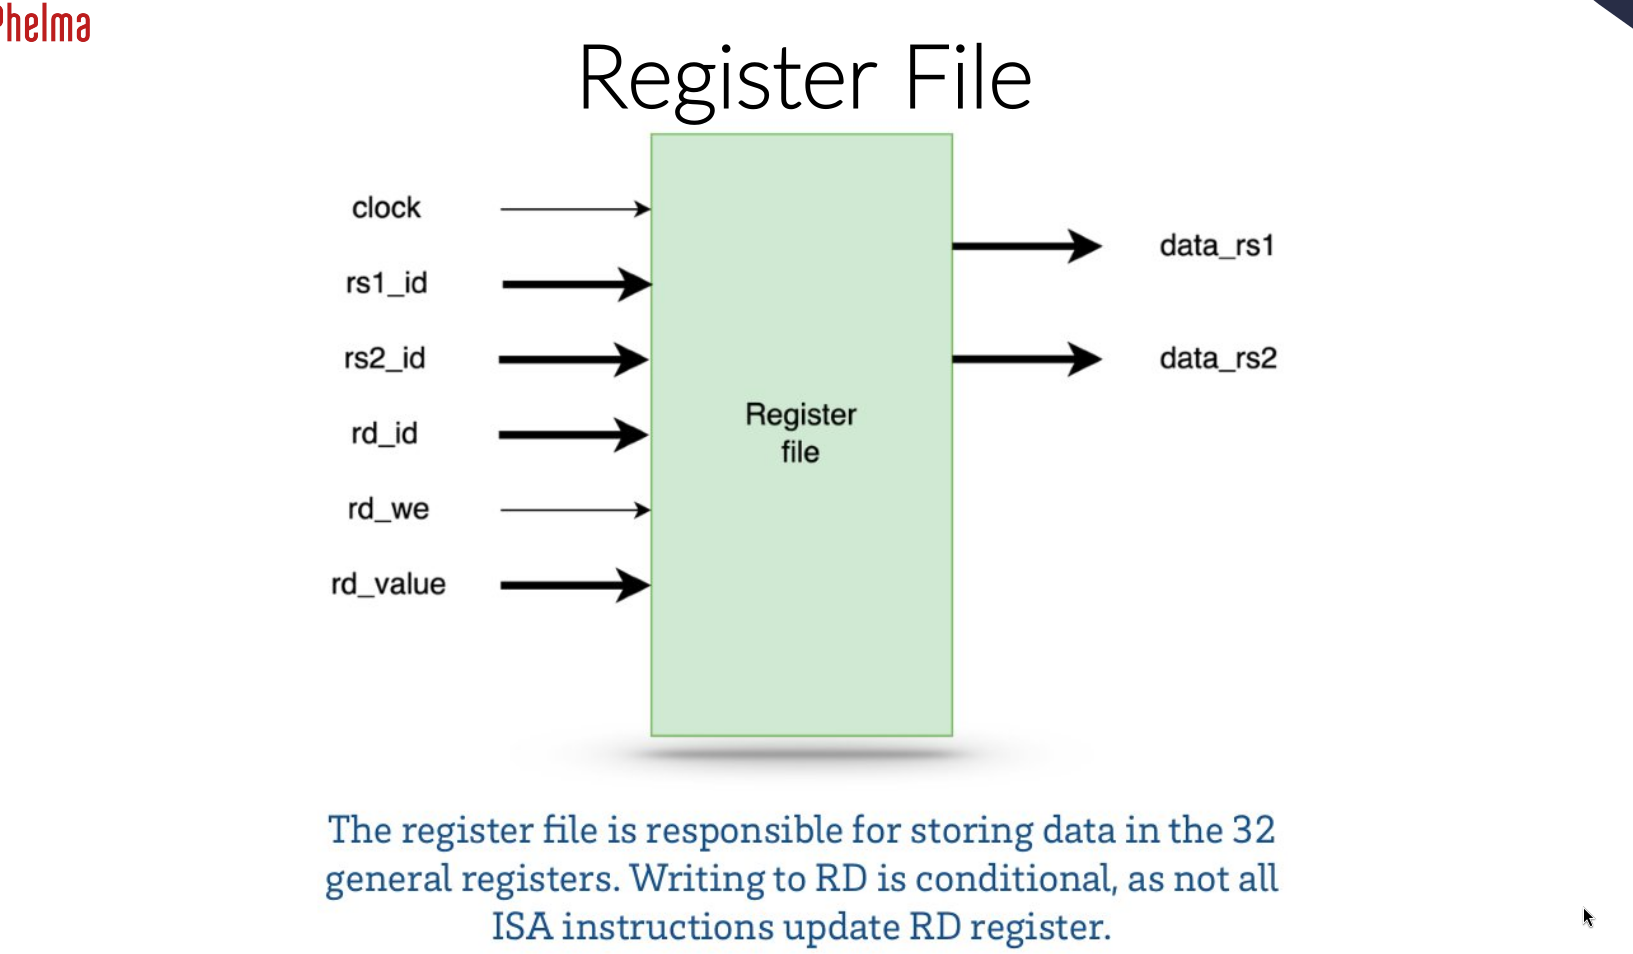 Phelma
Register File
clock
rs1_id
rs2_id
rd_id
rd_we
rd_value
Register
file
data_rs1
data_rs2
The register file is responsible for storing data in the 32
general registers. Writing to RD is conditional, as not all
ISA instructions update RD register.